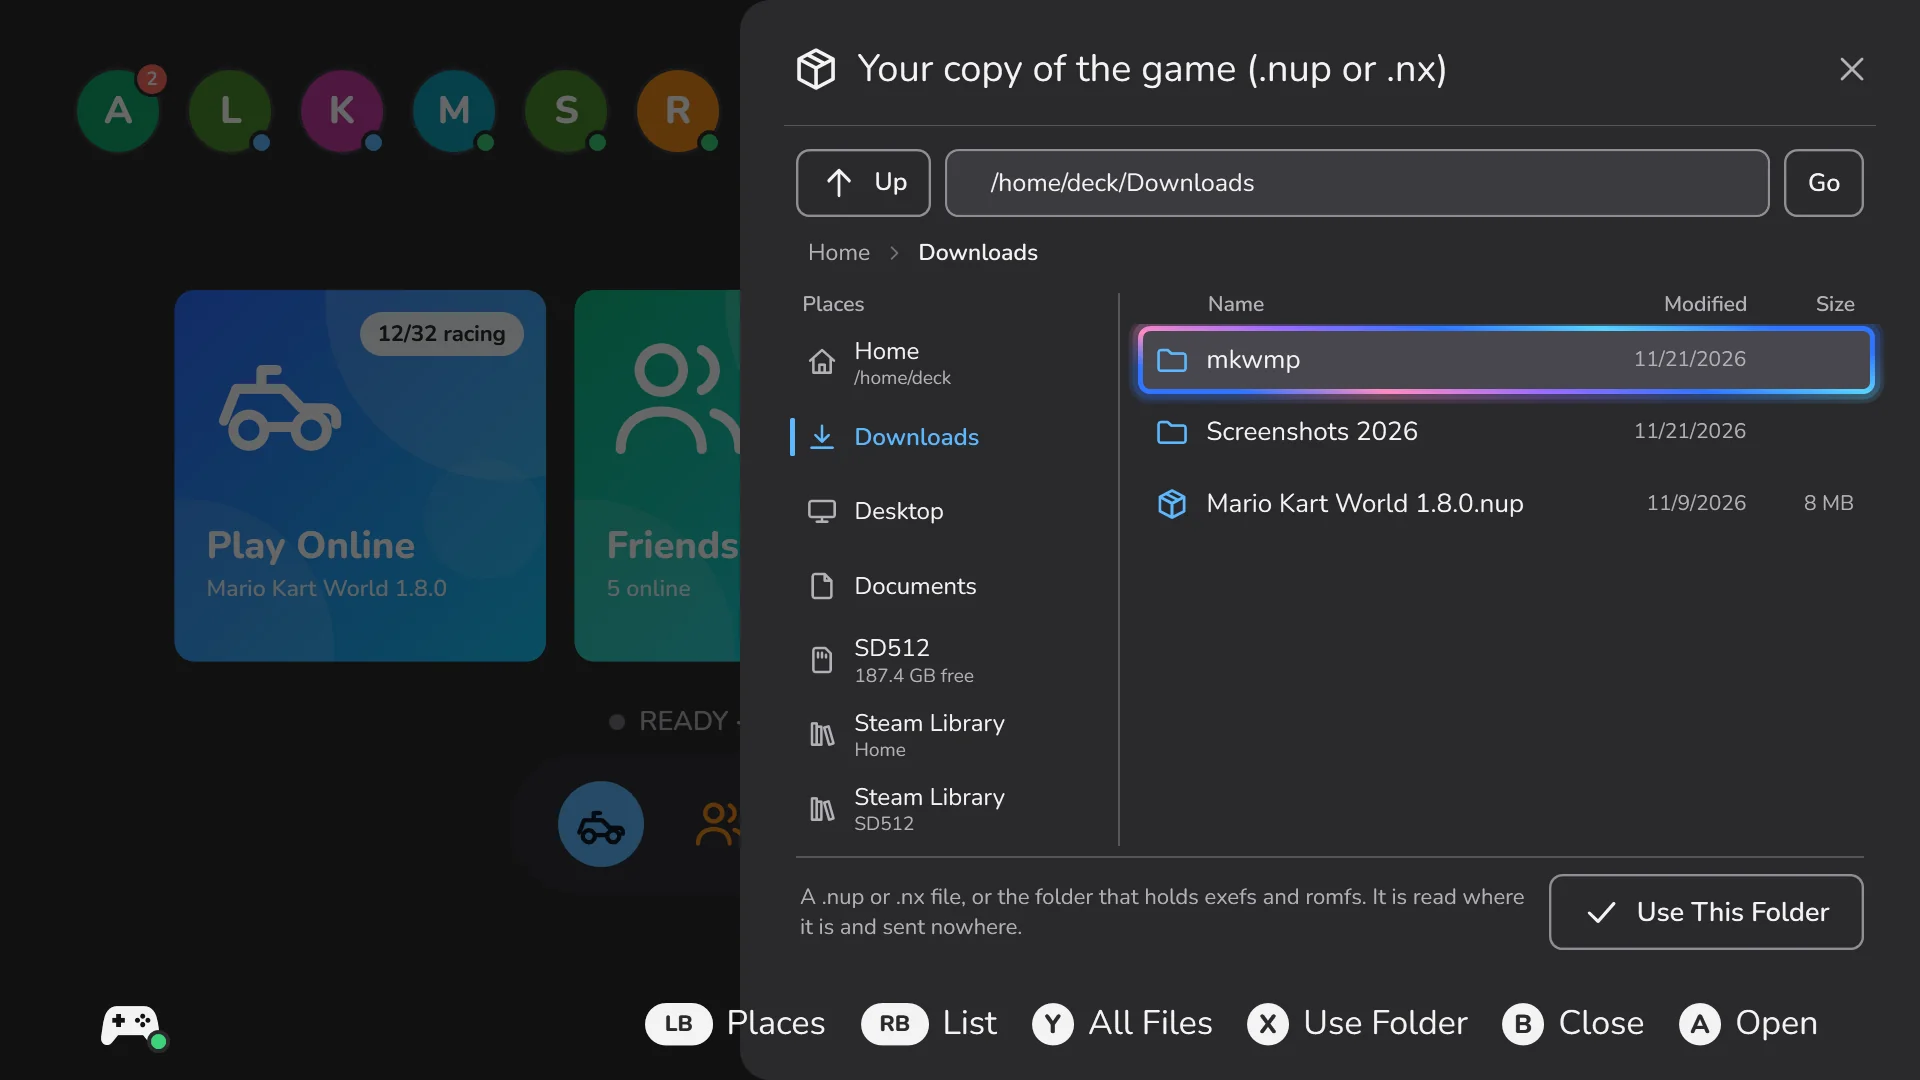 Your copy of the game (.nup or .nx)
A
2
L
K
M
S
R
Up
/home/deck/Downloads
Go
Home
Downloads
Places
Name
Modified
Size
Home
/home/deck
Downloads
Desktop
Documents
SD512
187.4 GB free
Steam Library
Home
Steam Library
SD512
mkwmp
11/21/2026
Screenshots 2026
11/21/2026
Mario Kart World 1.8.0.nup
11/9/2026
8 MB
12/32 racing
Play Online
Mario Kart World 1.8.0
Friends
5 online
READY
A .nup or .nx file, or the folder that holds exefs and romfs. It is read where
it is and sent nowhere.
Use This Folder
LB Places
RB List
Y All Files
X Use Folder
B Close
A Open